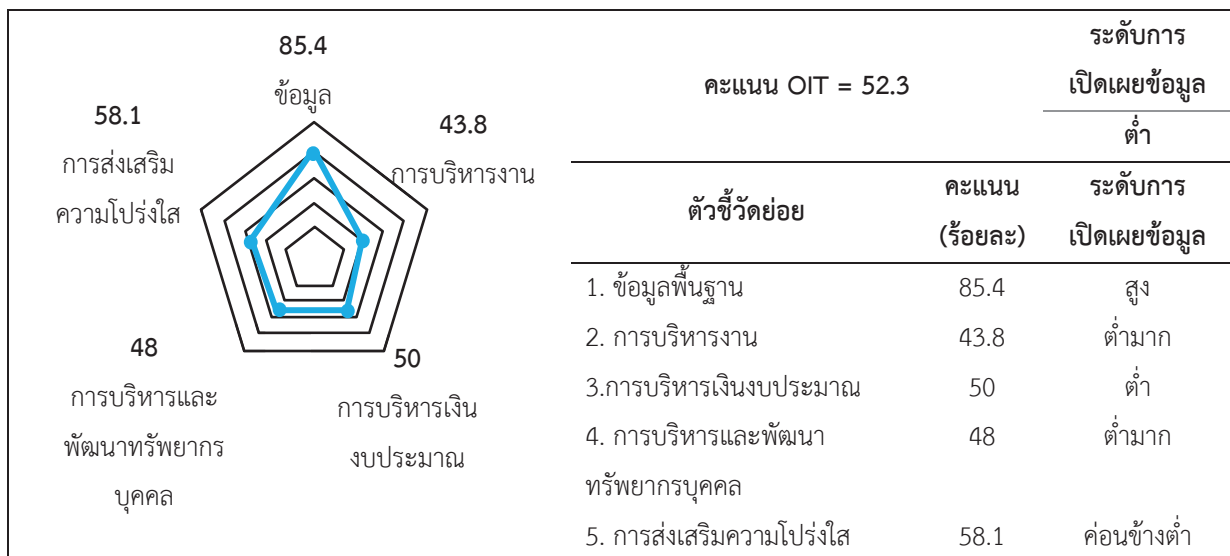 85.4
ข้อมูล
58.1
การส่งเสริม
ความโปร่งใส
43.8
การบริหารงาน
48
การบริหารและ
พัฒนาทรัพยากร
บุคคล
50
การบริหารเงิน
งบประมาณ
คะแนน OIT = 52.3
ระดับการ
เปิดเผยข้อมูล
ต่ำ
ตัวชี้วัดย่อย
คะแนน
(ร้อยละ)
ระดับการ
เปิดเผยข้อมูล
1. ข้อมูลพื้นฐาน 85.4 สูง
2. การบริหารงาน 43.8 ต่ำมาก
3.การบริหารเงินงบประมาณ 50 ต่ำ
4. การบริหารและพัฒนา 48 ต่ำมาก
ทรัพยากรบุคคล
5. การส่งเสริมความโปร่งใส 58.1 ค่อนข้างต่ำ